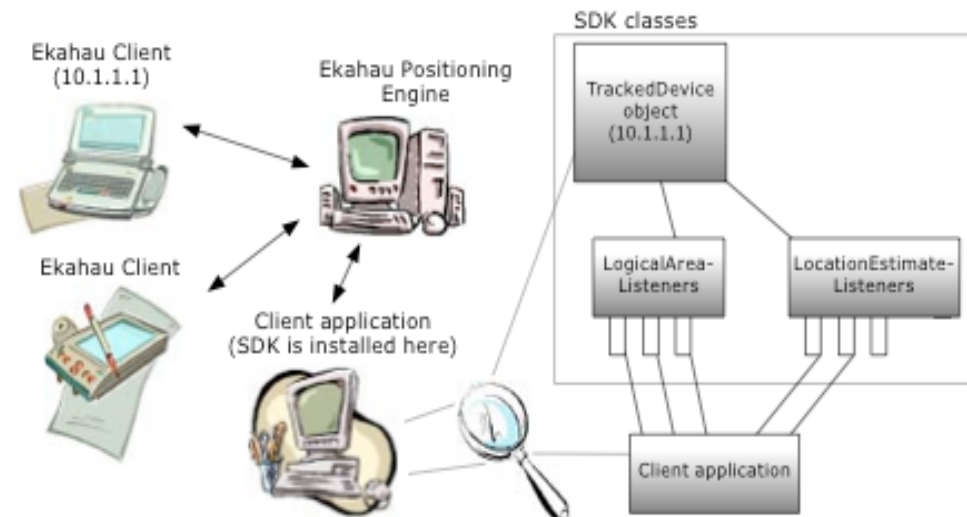 SDK classes
Ekahau Client
(10.1.1.1)
Ekahau Positioning
Engine
TrackedDevice
object
(10.1.1.1)
Ekahau Client
LogicalArea-
Listeners
LocationEstimate-
Listeners
Client application
(SDK is installed here)
Client application